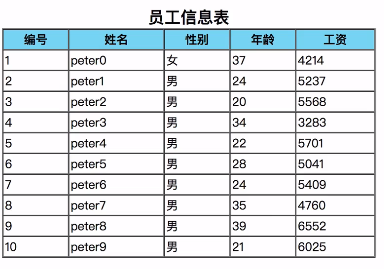 员工信息表
编号 姓名 性别 年龄 工资
1 peter0 女 37 4214
2 peter1 男 24 5237
3 peter2 男 20 5568
4 peter3 男 34 3283
5 peter4 男 22 5701
6 peter5 男 28 5041
7 peter6 男 24 5409
8 peter7 男 35 4760
9 peter8 男 39 6552
10 peter9 男 21 6025